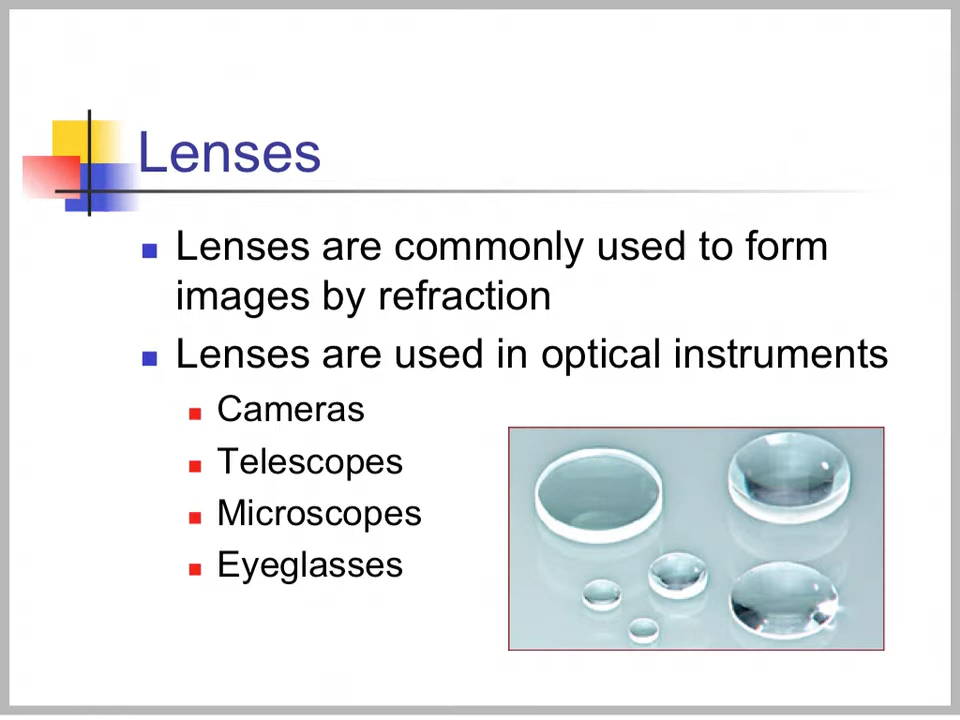 Lenses
Lenses are commonly used to form
images by refraction
Lenses are used in optical instruments
Cameras
Telescopes
Microscopes
Eyeglasses